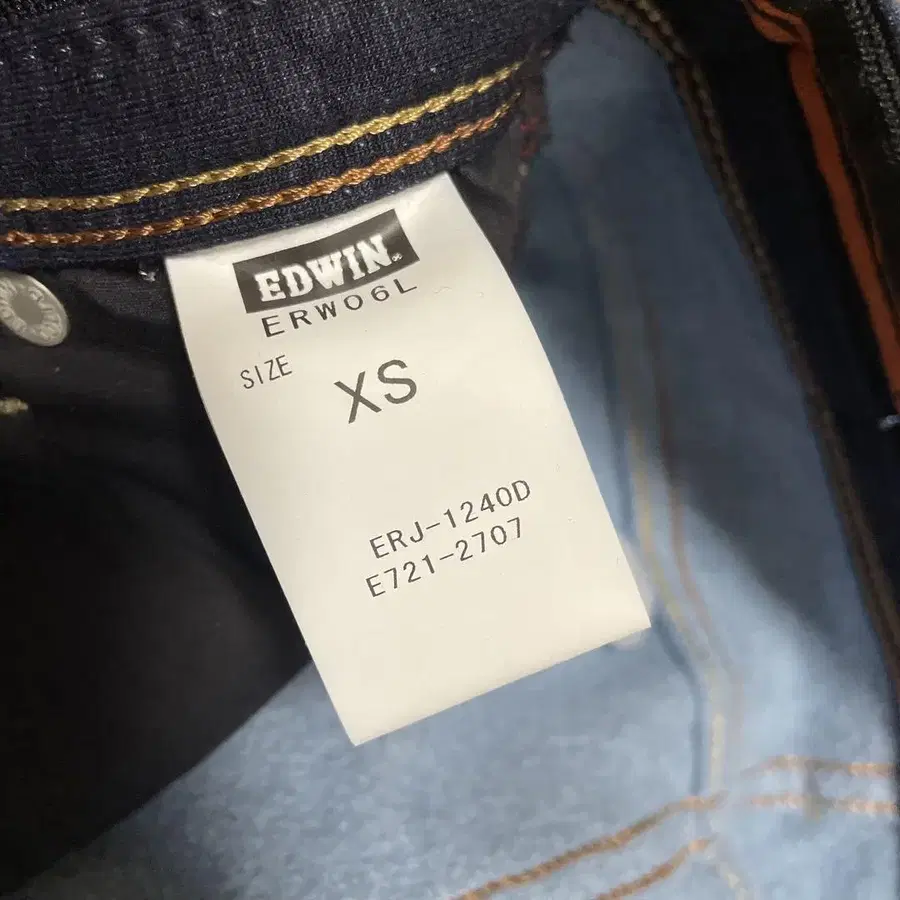 EDWIN
ERW06L
SIZE
XS
ERJ-1240D
E721-2707